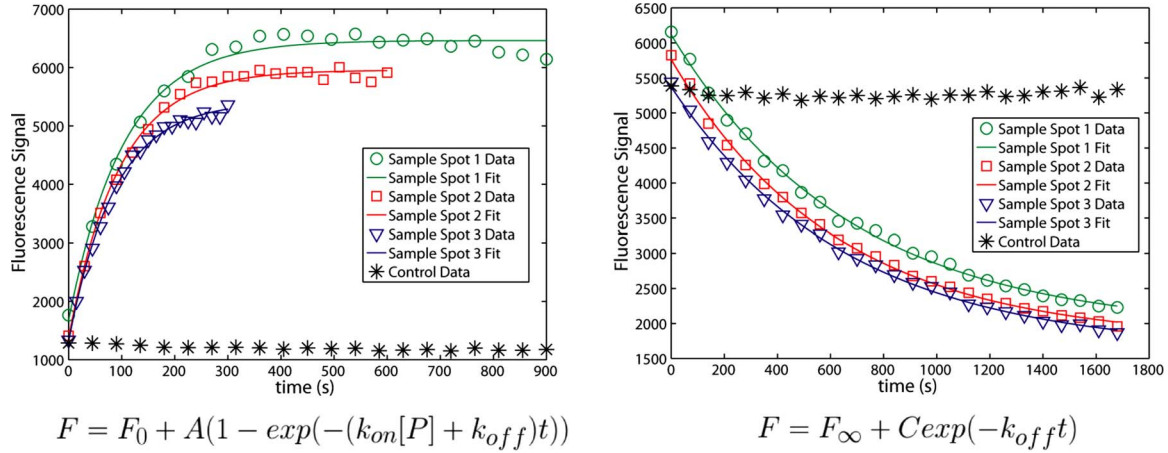 7000
6000
5000
4000
3000
2000
1000
Fluorescence Signal
0 100 200 300 400 500 600 700 800 900
time (s)
Sample Spot 1 Data
Sample Spot 1 Fit
Sample Spot 2 Data
Sample Spot 2 Fit
Sample Spot 3 Data
Sample Spot 3 Fit
Control Data
F = F₀ + A(1 − exp(−(kₒₙ[P] + kₒff)t))
6500
6000
5500
5000
4500
4000
3500
3000
2500
2000
1500
Fluorescence Signal
0 200 400 600 800 1000 1200 1400 1600 1800
time (s)
Sample Spot 1 Data
Sample Spot 1 Fit
Sample Spot 2 Data
Sample Spot 2 Fit
Sample Spot 3 Data
Sample Spot 3 Fit
Control Data
F = F∞ + Cexp(−kₒfft)